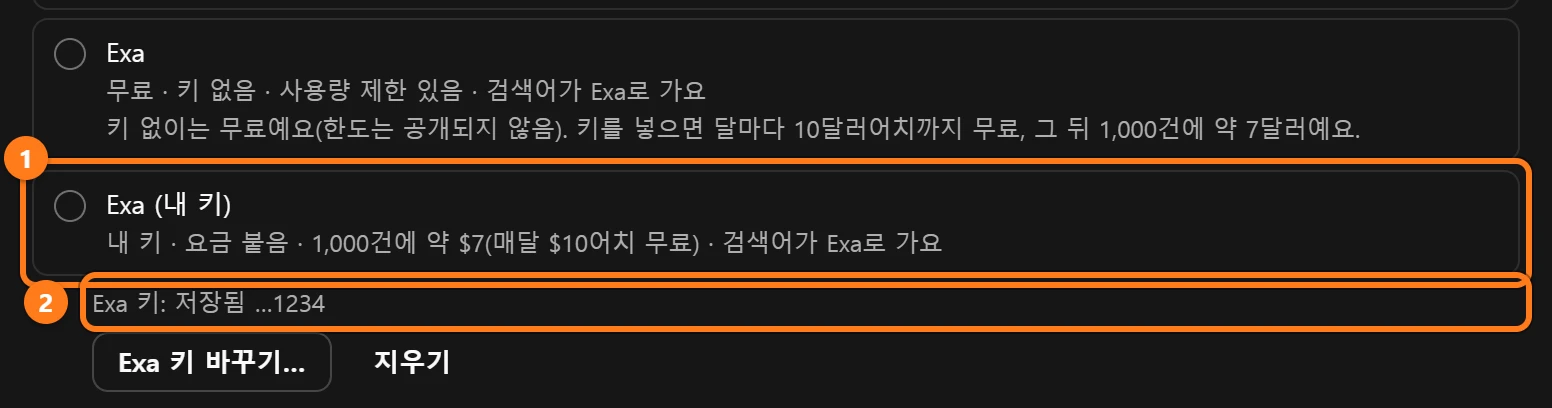 Exa
무료 · 키 없음 · 사용량 제한 있음 · 검색어가 Exa로 가요
키 없이는 무료예요(한도는 공개되지 않음). 키를 넣으면 달마다 10달러어치까지 무료, 그 뒤 1,000건에 약 7달러예요.
1
Exa (내 키)
내 키 · 요금 붙음 · 1,000건에 약 $7(매달 $10어치 무료) · 검색어가 Exa로 가요
2
Exa 키: 저장됨 ...1234
Exa 키 바꾸기... 지우기